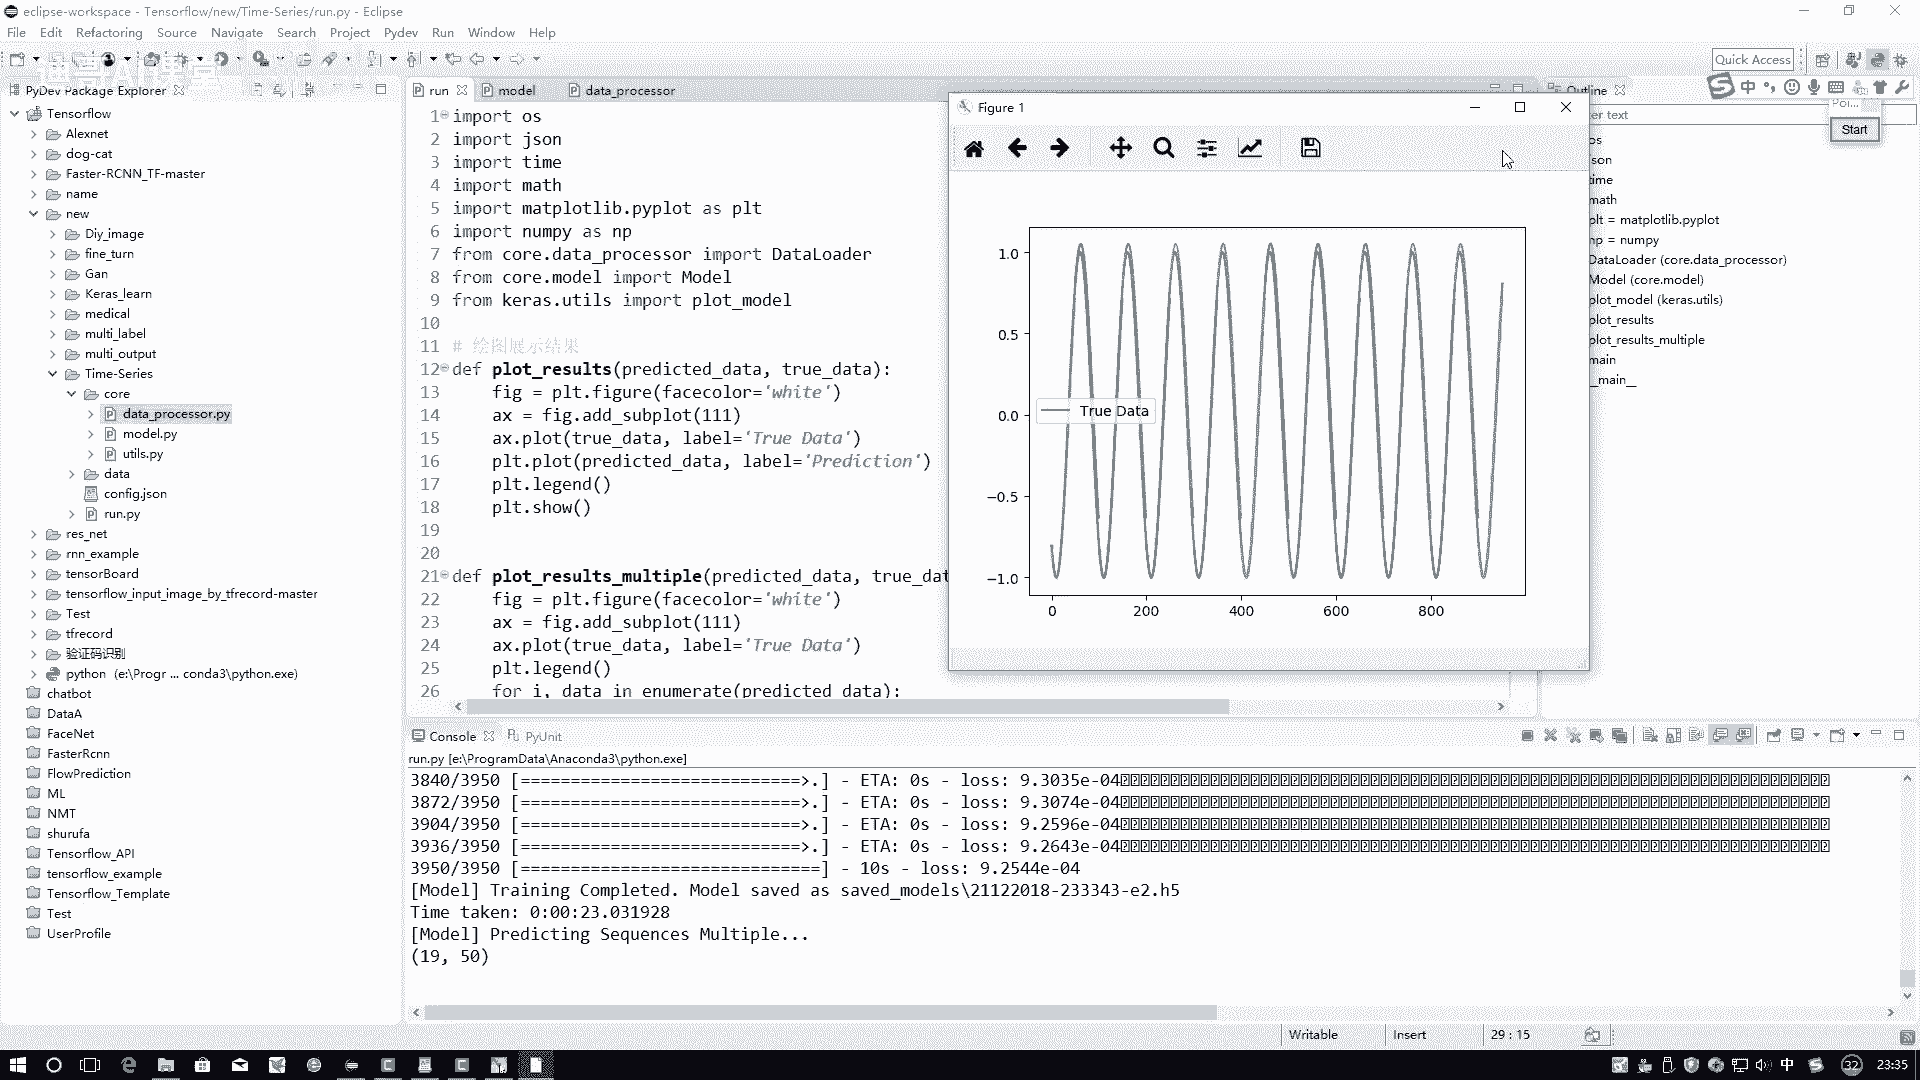 eclipse-workspace - Tensorflow/new/Time-Series/run.py - Eclipse
File Edit Refactoring Source Navigate Search Project Pydev Run Window Help
Quick Access
PyDev Package Explorer
Tensorflow
Alexnet
dog-cat
Faster-RCNN_TF-master
name
new
Diy_image
fine_turn
Gan
Keras_learn
medical
multi_label
multi_output
Time-Series
core
data_processor.py
model.py
utils.py
data
config.json
run.py
res_net
rnn_example
tensorBoard
tensorflow_input_image_by_tfrecord-master
Test
tfrecord
验证码识别
python (e:\Progr ... conda3\python.exe)
chatbot
DataA
FaceNet
FasterRcnn
FlowPrediction
ML
NMT
shurufa
Tensorflow_API
tensorflow_example
Tensorflow_Template
Test
UserProfile
run model data_processor
1 import os
2 import json
3 import time
4 import math
5 import matplotlib.pyplot as plt
6 import numpy as np
7 from core.data_processor import DataLoader
8 from core.model import Model
9 from keras.utils import plot_model
10
11 # 绘图展示结果
12 def plot_results(predicted_data, true_data):
13 fig = plt.figure(facecolor='white')
14 ax = fig.add_subplot(111)
15 ax.plot(true_data, label='True Data')
16 plt.plot(predicted_data, label='Prediction')
17 plt.legend()
18 plt.show()
19
20
21 def plot_results_multiple(predicted_data, true_dat
22 fig = plt.figure(facecolor='white')
23 ax = fig.add_subplot(111)
24 ax.plot(true_data, label='True Data')
25 plt.legend()
26 for i, data in enumerate(predicted_data):
Figure 1
1.0
0.5
0.0
−0.5
−1.0
True Data
0 200 400 600 800
Outline
中
Poi...
er text
Start
os
json
time
math
plt = matplotlib.pyplot
np = numpy
DataLoader (core.data_processor)
Model (core.model)
plot_model (keras.utils)
plot_results
plot_results_multiple
main
__main__
Console PyUnit
run.py [e:\ProgramData\Anaconda3\python.exe]
3840/3950 [============================>.] - ETA: 0s - loss: 9.3035e-04
3872/3950 [============================>.] - ETA: 0s - loss: 9.3074e-04
3904/3950 [============================>.] - ETA: 0s - loss: 9.2596e-04
3936/3950 [============================>.] - ETA: 0s - loss: 9.2643e-04
3950/3950 [==============================] - 10s - loss: 9.2544e-04
[Model] Training Completed. Model saved as saved_models\21122018-233343-e2.h5
Time taken: 0:00:23.031928
[Model] Predicting Sequences Multiple...
(19, 50)
Writable Insert 29 : 15
中 32 23:35